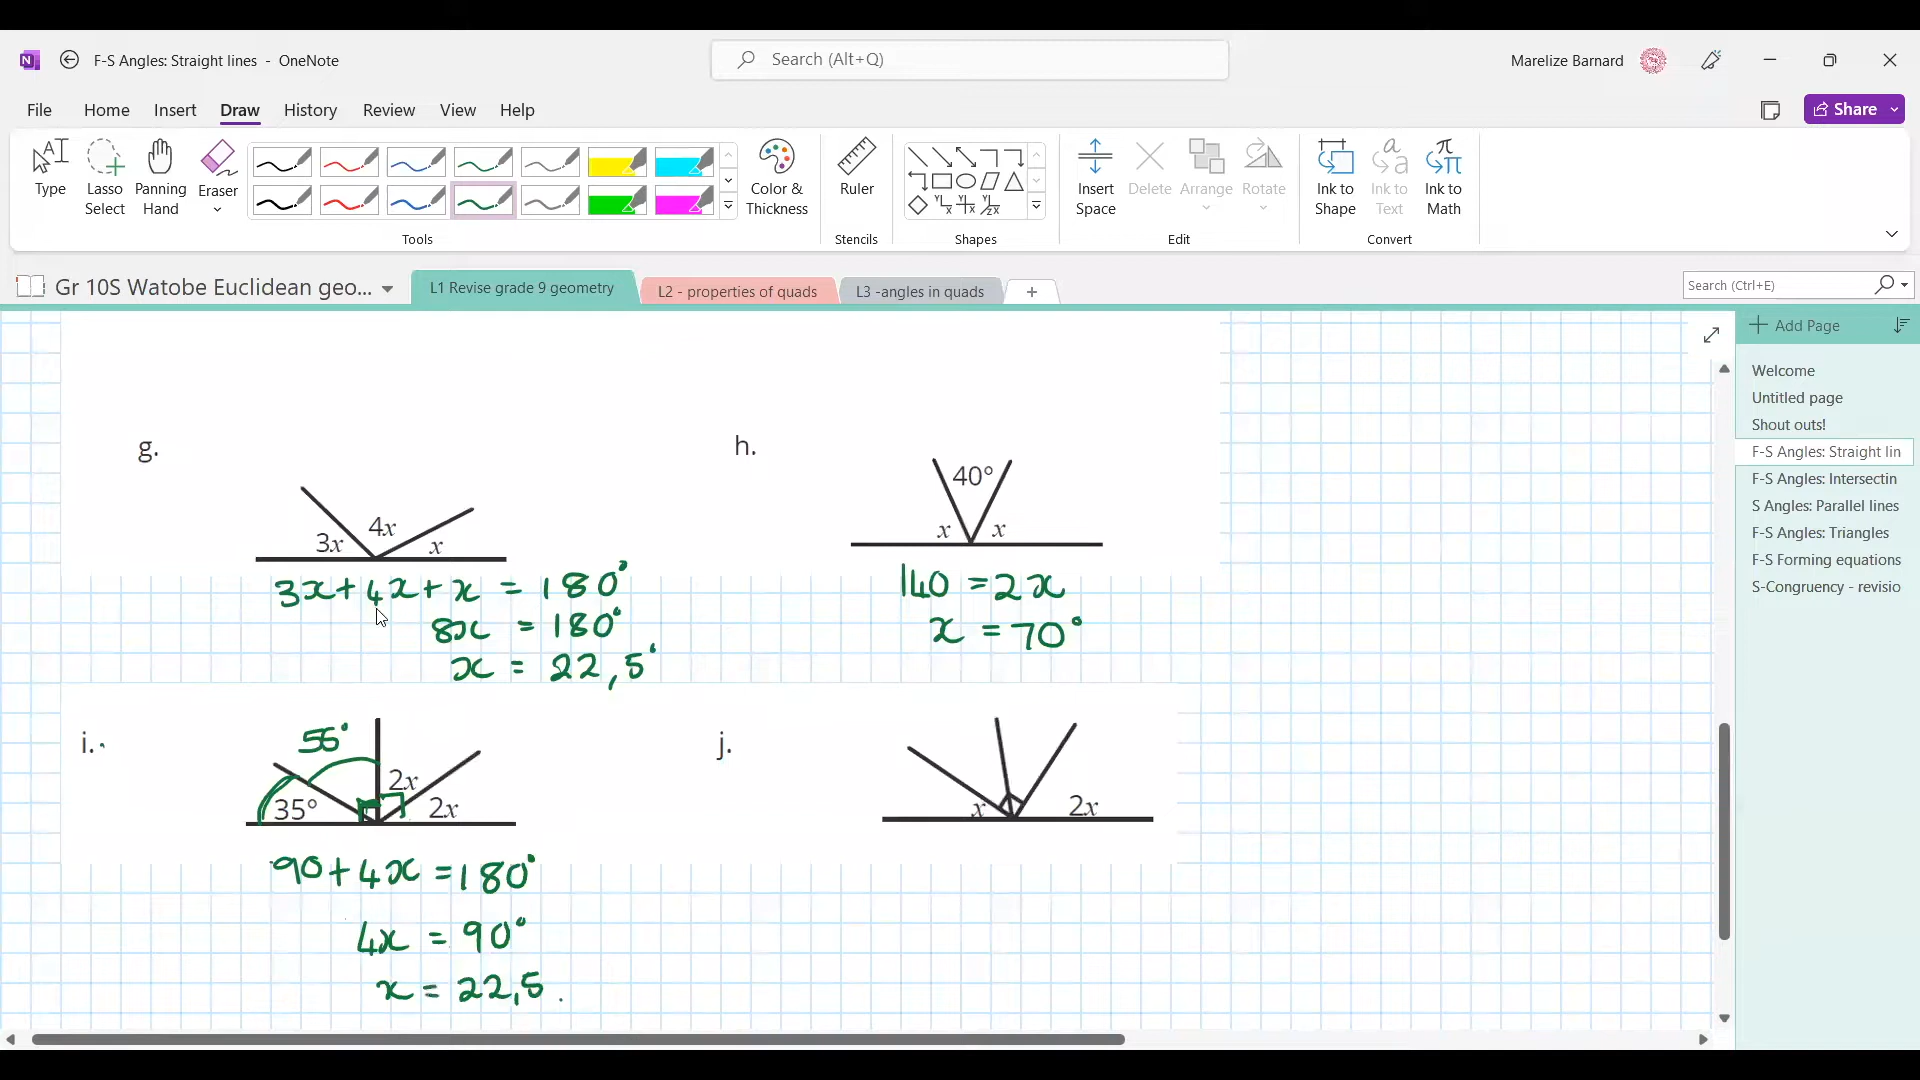 F-S Angles: Straight lines - OneNote
Search (Alt+Q)
Marelize Barnard
File Home Insert Draw History Review View Help
Share
Type
Lasso Select
Panning Hand
Eraser
Color & Thickness
Ruler
Insert Space
Delete
Arrange
Rotate
Ink to Shape
Ink to Text
Ink to Math
Tools
Stencils
Shapes
Edit
Convert
Gr 10S Watobe Euclidean geo...
L1 Revise grade 9 geometry
L2 - properties of quads
L3 -angles in quads
Search (Ctrl+E)
Add Page
Welcome
Untitled page
Shout outs!
F-S Angles: Straight lin
F-S Angles: Intersectin
S Angles: Parallel lines
F-S Angles: Triangles
F-S Forming equations
S-Congruency - revisio
g.
3x 4x x
3x+4x+x = 180°
8x = 180°
x = 22,5°
h.
40°
x x
140 = 2x
x = 70°
i.
55°
35° 2x 2x
90+4x = 180°
4x = 90°
x = 22,5
j.
x 2x